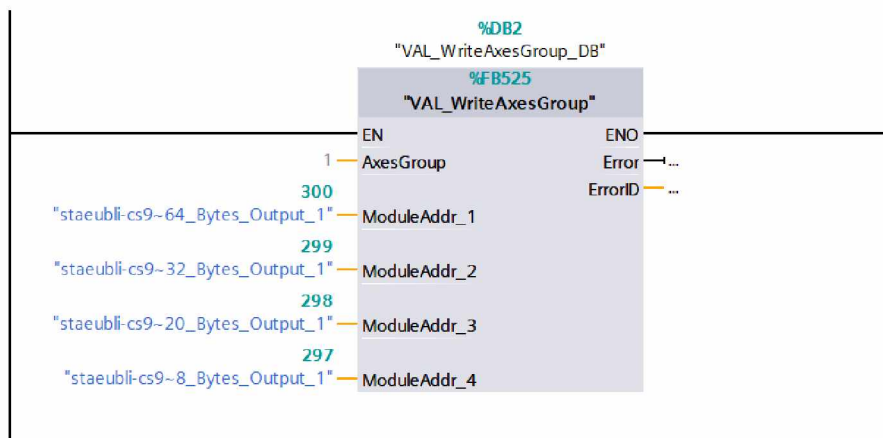 %DB2
"VAL_WriteAxesGroup_DB"
%FB525
"VAL_WriteAxesGroup"
EN ENO
1 AxesGroup Error ...
ErrorID ...
300
"staeubli-cs9~64_Bytes_Output_1" ModuleAddr_1
299
"staeubli-cs9~32_Bytes_Output_1" ModuleAddr_2
298
"staeubli-cs9~20_Bytes_Output_1" ModuleAddr_3
297
"staeubli-cs9~8_Bytes_Output_1" ModuleAddr_4